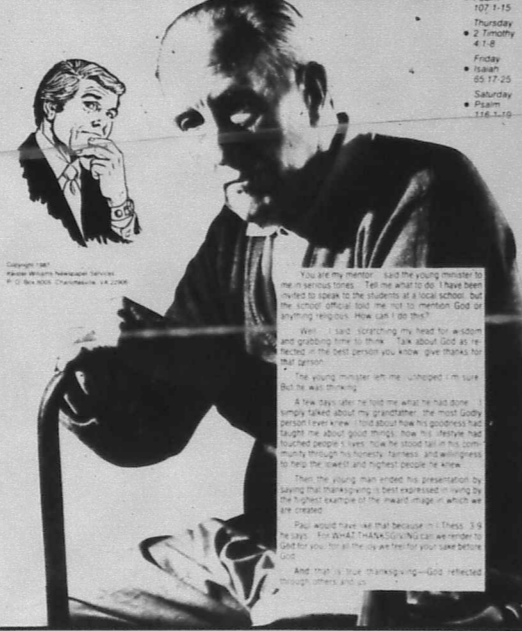 107:1-15
Thursday
• 2 Timothy
4:1-8
Friday
• Isaiah
65:17-25
Saturday
• Psalm
116:1-19
Copyright 1987
Keister Williams Newspaper Services
P. O. Box 8005, Charlottesville, VA 22906
You are my mentor said the young minister to
me in serious tones. Tell me what to do. I have been
invited to speak to the students at a local school, but
the school official told me not to mention God or
anything religious. How can I do this?
Well I said, scratching my head for wisdom
and grabbing time to think. Talk about God as re-
flected in the best person you know, give thanks for
that person.
The young minister left me, unhelped I'm sure.
But he was thinking.
A few days later he told me what he had done. I
simply talked about my grandfather, the most Godly
person I ever knew. I told about how his goodness had
taught me about good things, how his lifestyle had
touched people's lives, how he stood tall in his com-
munity through his honesty, fairness, and willingness
to help the lowest and highest people he knew.
Then the young man ended his presentation by
saying that thanksgiving is best expressed in living by
the highest example of the inward image in which we
are created.
Paul would have like that because in I Thess. 3:9
he says, For WHAT THANKSGIVING can we render to
God for you, for all the joy we feel for your sake before
God
And that is true thanksgiving—God reflected
through others and us.